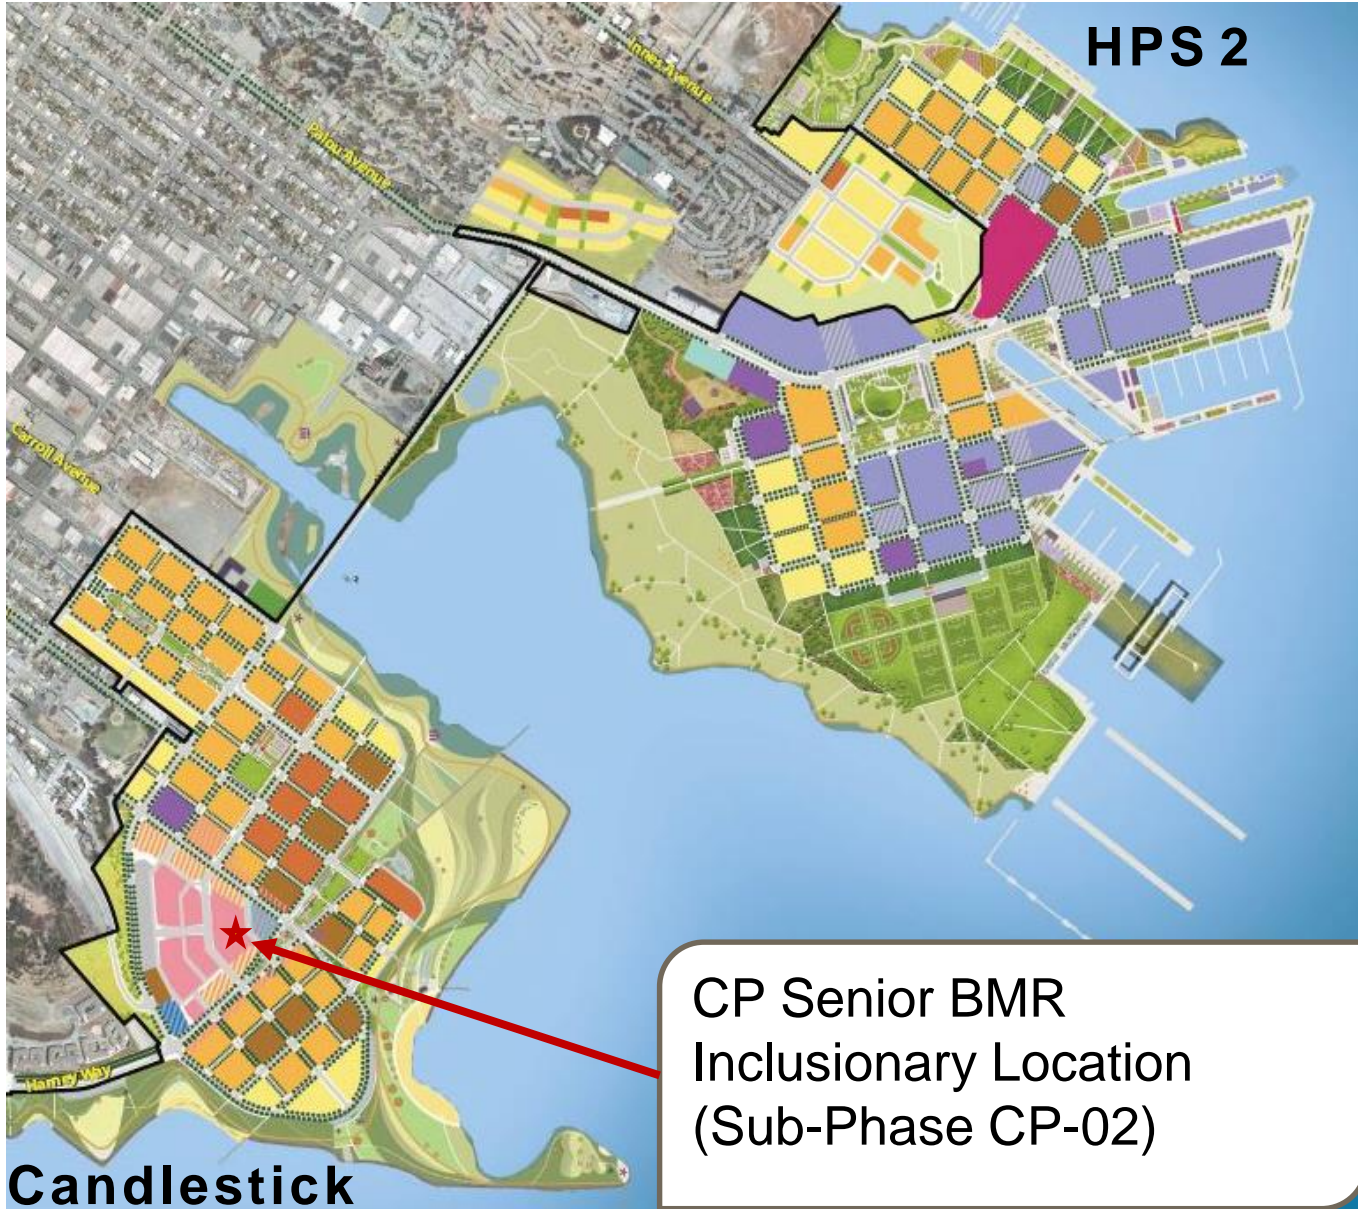 HPS 2
Innes Avenue
Palou Avenue
Carroll Avenue
Harney Way
CP Senior BMR
Inclusionary Location
(Sub-Phase CP-02)
Candlestick